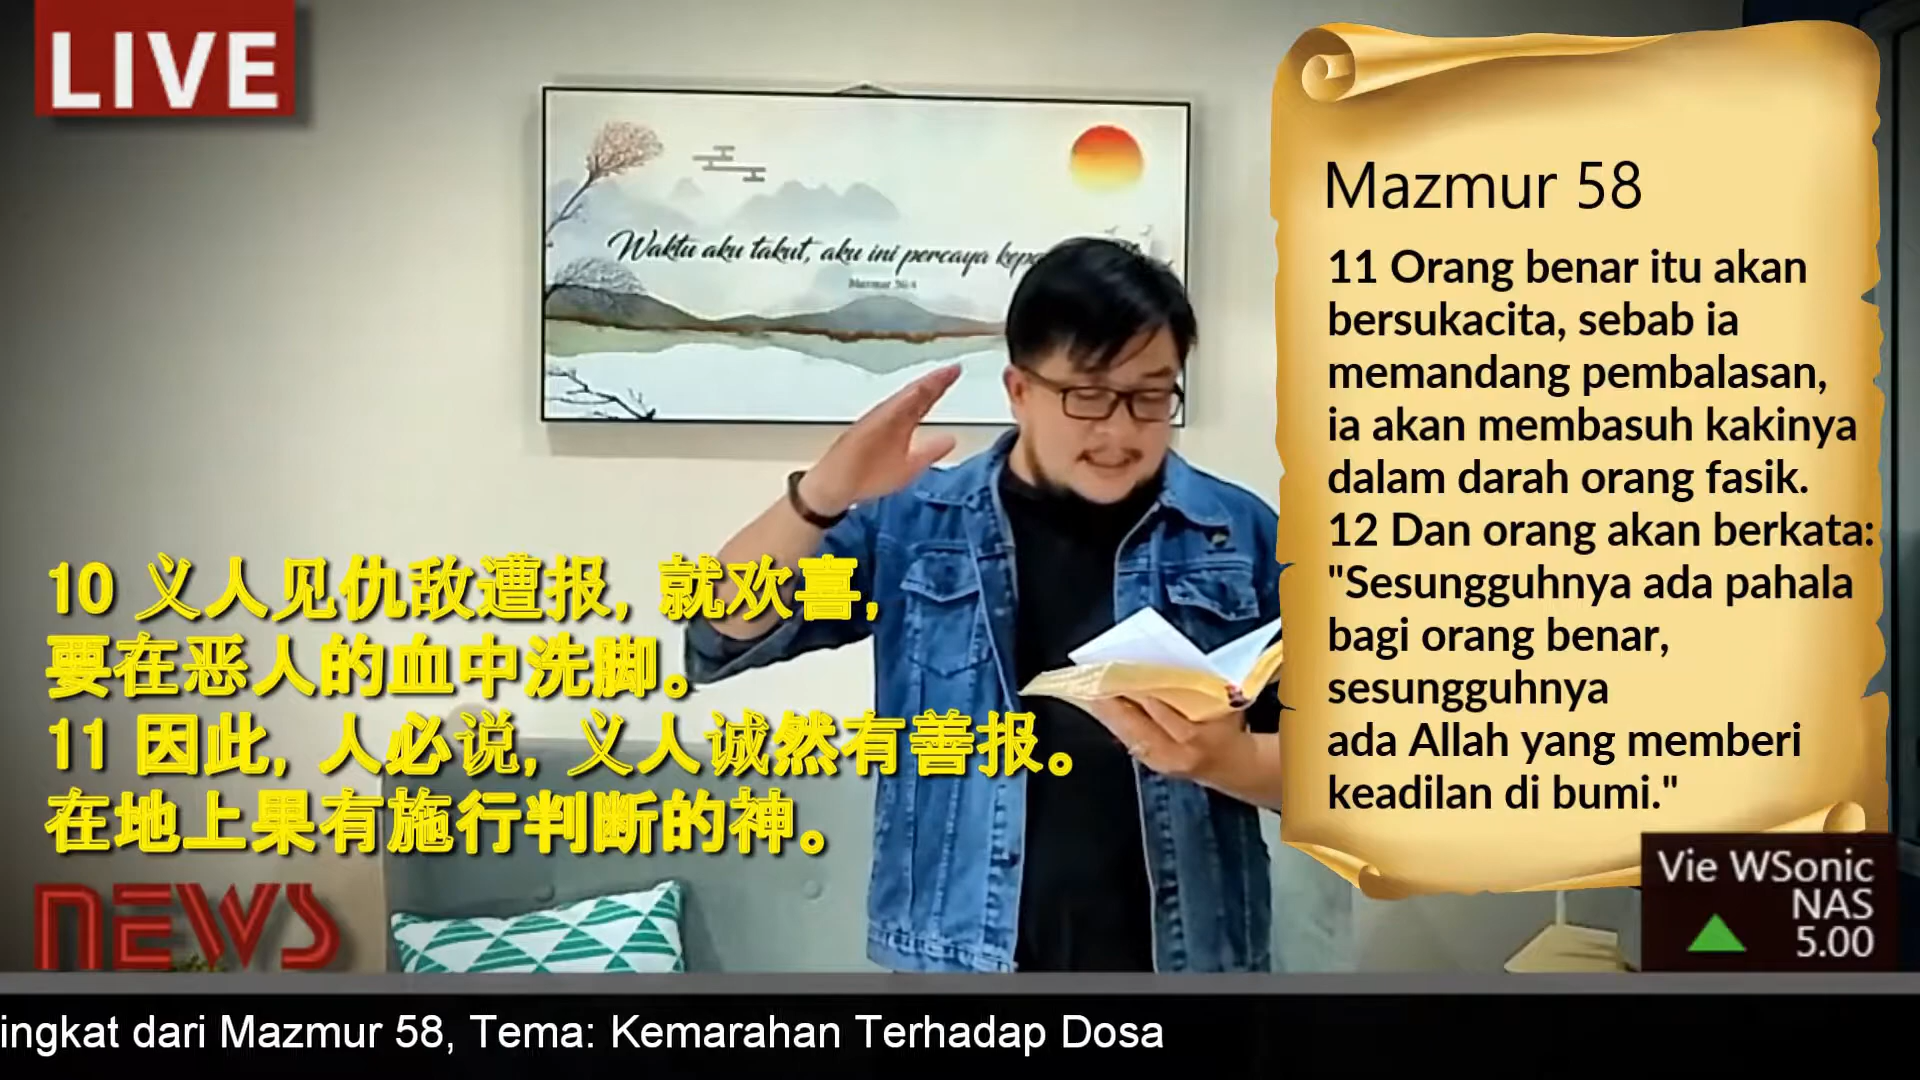 LIVE
Waktu aku takut, aku ini percaya
Mazmur 58
11 Orang benar itu akan
bersukacita, sebab ia
memandang pembalasan,
ia akan membasuh kakinya
dalam darah orang fasik.
12 Dan orang akan berkata:
"Sesungguhnya ada pahala
bagi orang benar,
sesungguhnya
ada Allah yang memberi
keadilan di bumi."
10 义人见仇敌遭报, 就欢喜,
要在恶人的血中洗脚。
11 因此, 人必说, 义人诚然有善报。
在地上果有施行判断的神。
NEWS
Vie WSonic
NAS
5.00
ingkat dari Mazmur 58, Tema: Kemarahan Terhadap Dosa